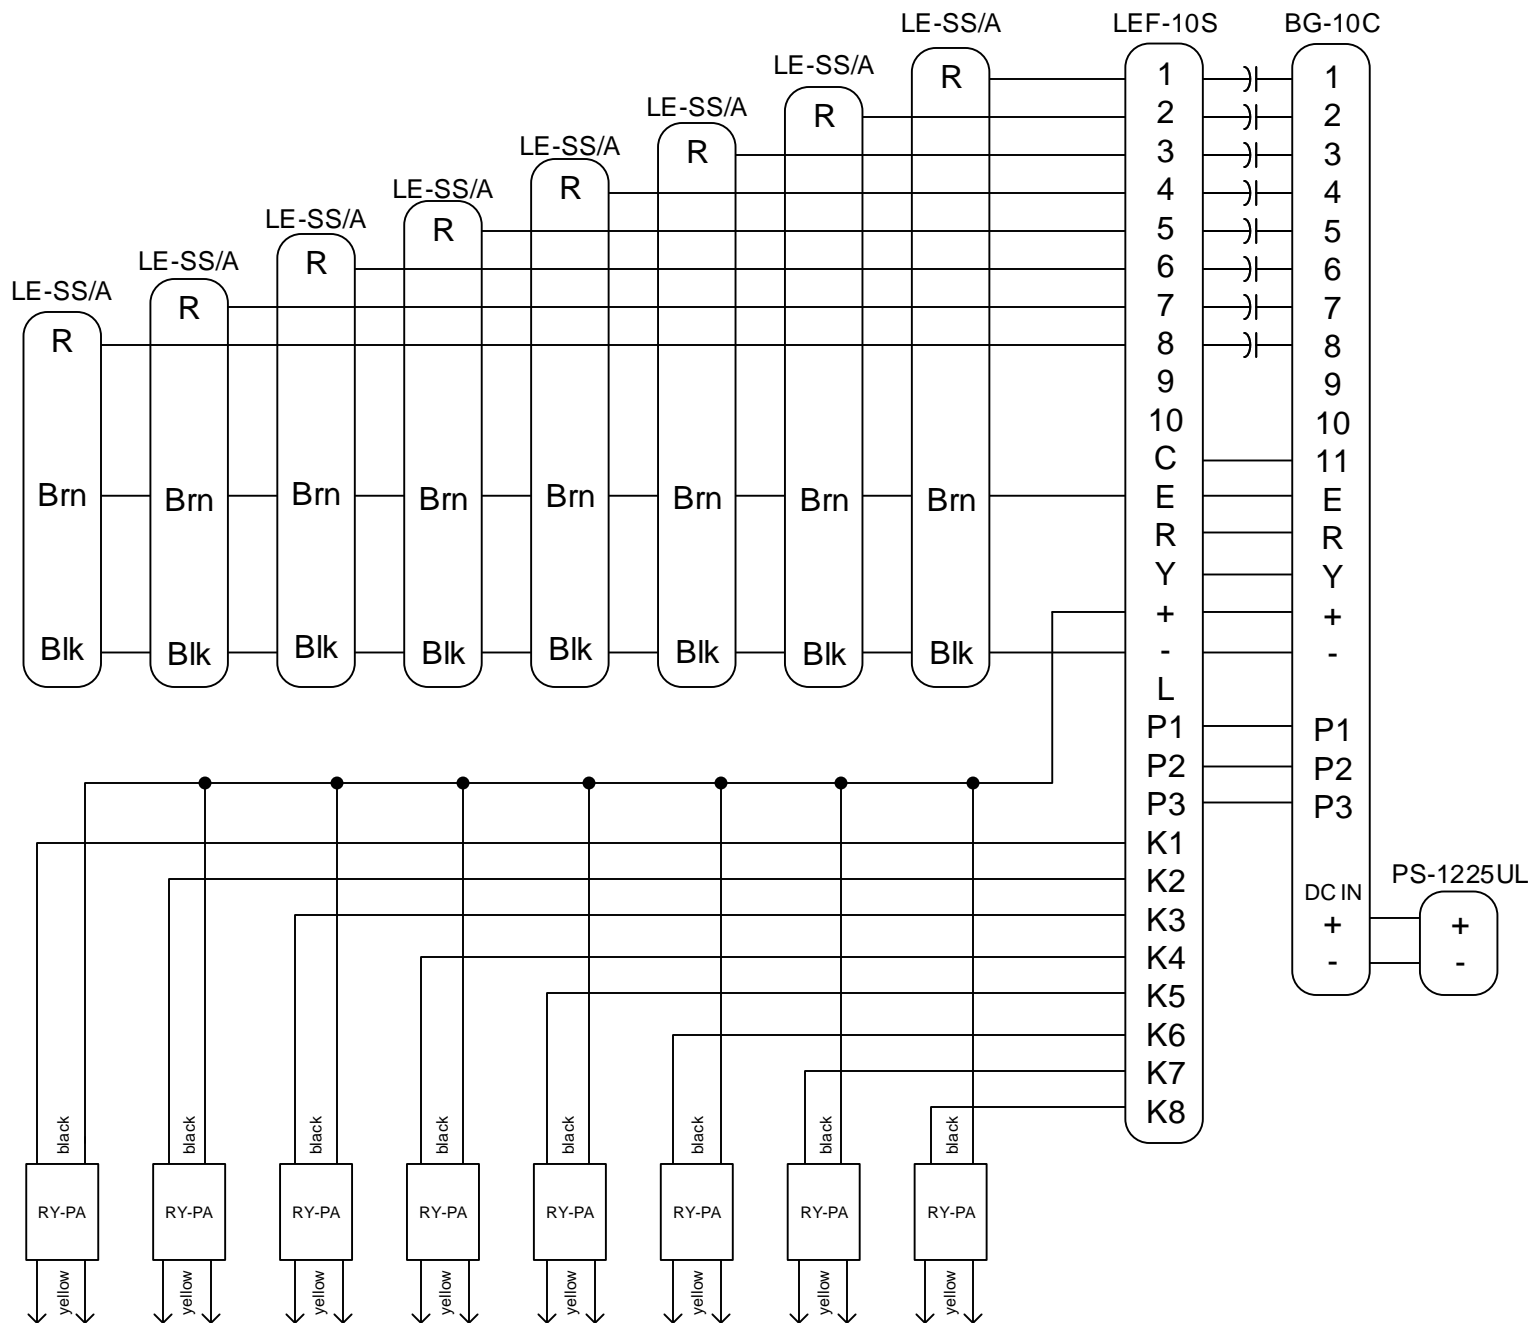 LE-SS/A
LE-SS/A
LE-SS/A
LE-SS/A
LE-SS/A
LE-SS/A
LE-SS/A
LE-SS/A
LEF-10S
BG-10C
R
R
R
R
R
R
R
R
Brn
Brn
Brn
Brn
Brn
Brn
Brn
Brn
Blk
Blk
Blk
Blk
Blk
Blk
Blk
Blk
1
2
3
4
5
6
7
8
9
10
C
E
R
Y
+
-
L
P1
P2
P3
K1
K2
K3
K4
K5
K6
K7
K8
1
2
3
4
5
6
7
8
9
10
11
E
R
Y
+
-
P1
P2
P3
DC IN
+
-
PS-1225UL
+
-
black
black
black
black
black
black
black
black
RY-PA
RY-PA
RY-PA
RY-PA
RY-PA
RY-PA
RY-PA
RY-PA
yellow
yellow
yellow
yellow
yellow
yellow
yellow
yellow